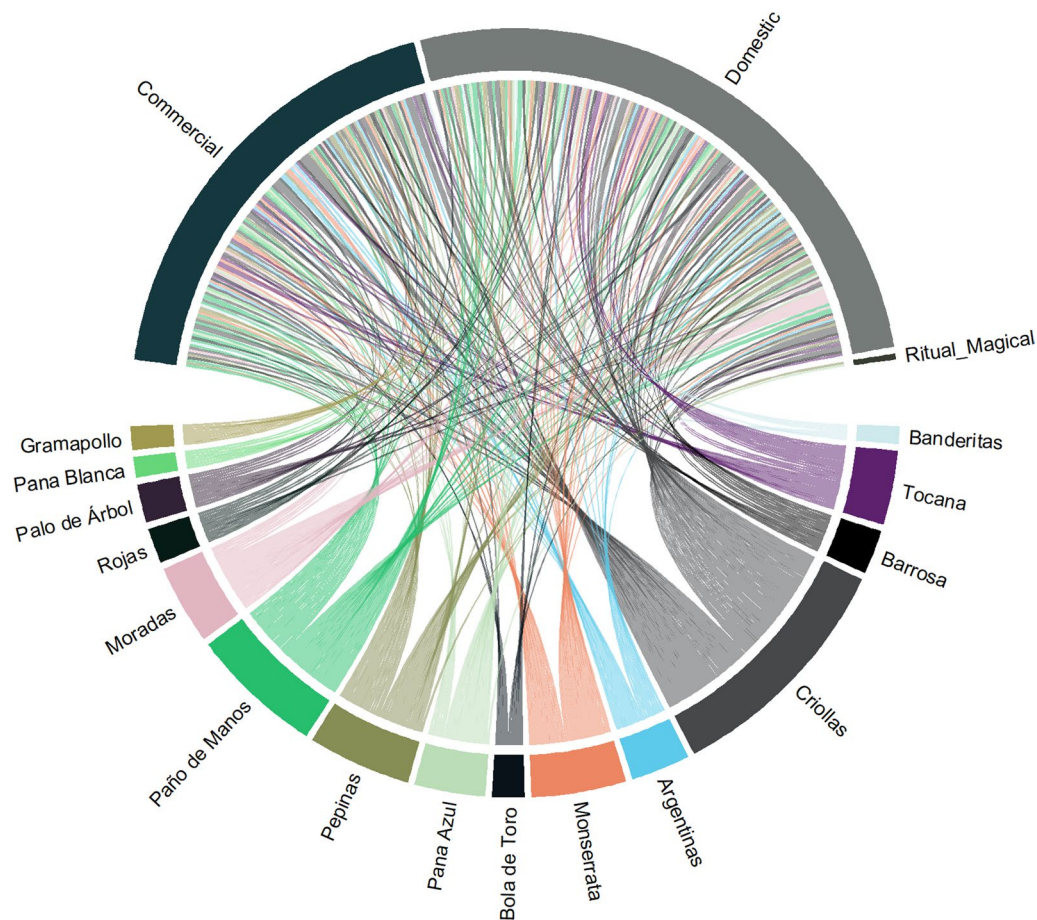 Domestic
Commercial
Ritual_Magical
Gramapollo
Banderitas
Pana Blanca
Tocana
Palo de Árbol
Rojas
Barrosa
Moradas
Criollas
Paño de Manos
Pepinas
Pana Azul
Bola de Toro
Monserrata
Argentinas